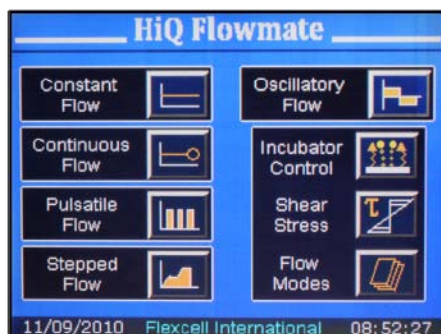 HiQ Flowmate
Constant
Flow
Continuous
Flow
Pulsatile
Flow
Stepped
Flow
Oscillatory
Flow
Incubator
Control
Shear
Stress
τ
Flow
Modes
11/09/2010 Flexcell International 08:52:27